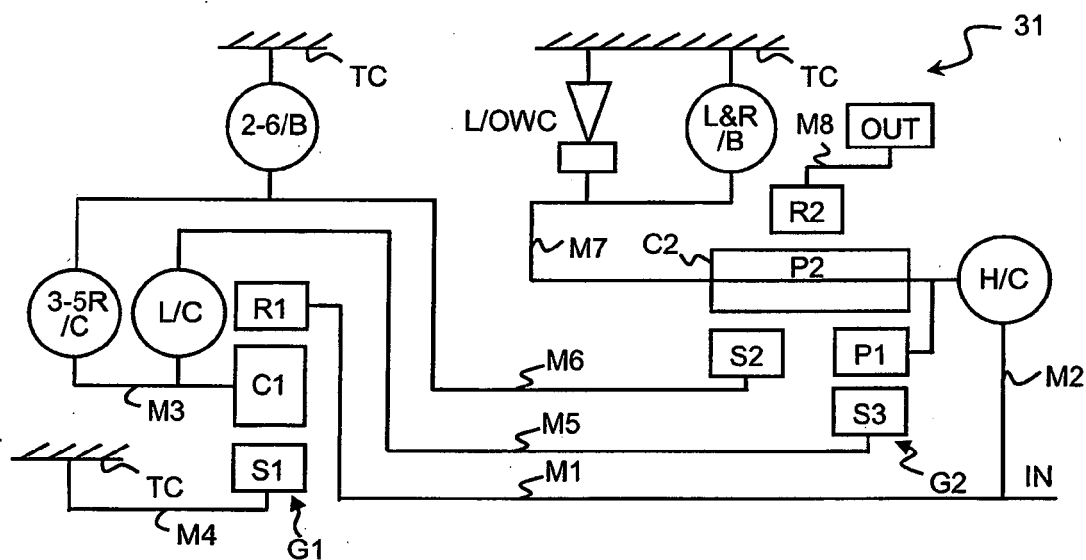 31
TC
TC
2-6/B
L/OWC
L&R
/B
M8
OUT
R2
M7
C2
P2
H/C
3-5R
/C
L/C
R1
S2
P1
M2
M6
C1
M3
S3
M5
TC
S1
M1
G2
IN
M4
G1